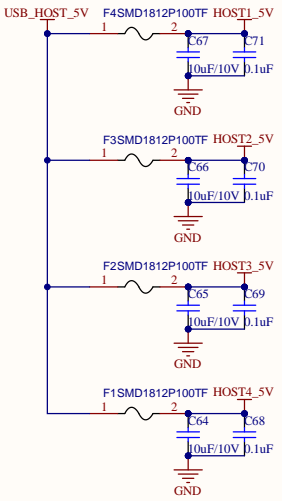 USB_HOST_5V
F4SMD1812P100TF HOST1_5V
1 2
C67 C71
10uF/10V 0.1uF
GND
F3SMD1812P100TF HOST2_5V
1 2
C66 C70
10uF/10V 0.1uF
GND
F2SMD1812P100TF HOST3_5V
1 2
C65 C69
10uF/10V 0.1uF
GND
F1SMD1812P100TF HOST4_5V
1 2
C64 C68
10uF/10V 0.1uF
GND